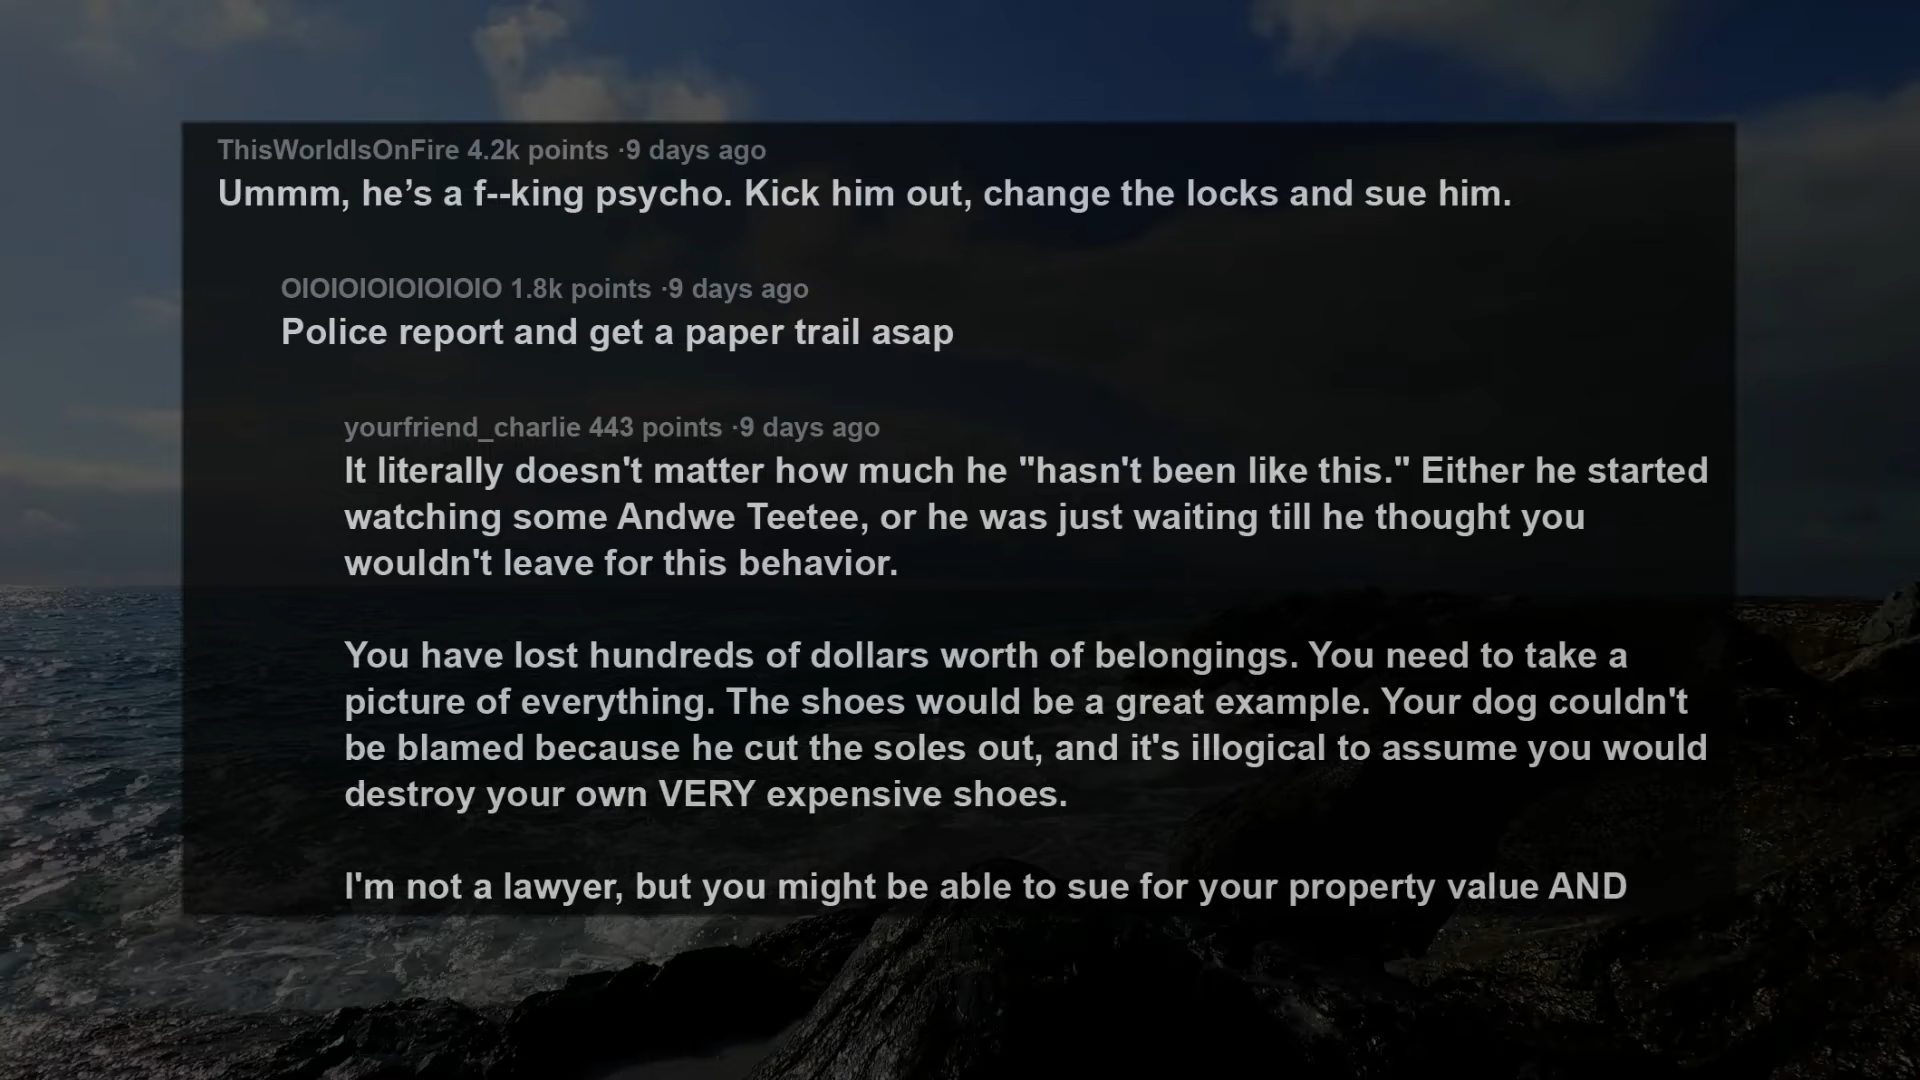 ThisWorldIsOnFire 4.2k points ·9 days ago
Ummm, he’s a f--king psycho. Kick him out, change the locks and sue him.
OIOIOIOIOIOIOIO 1.8k points ·9 days ago
Police report and get a paper trail asap
yourfriend_charlie 443 points ·9 days ago
It literally doesn't matter how much he "hasn't been like this." Either he started
watching some Andwe Teetee, or he was just waiting till he thought you
wouldn't leave for this behavior.
You have lost hundreds of dollars worth of belongings. You need to take a
picture of everything. The shoes would be a great example. Your dog couldn't
be blamed because he cut the soles out, and it's illogical to assume you would
destroy your own VERY expensive shoes.
I'm not a lawyer, but you might be able to sue for your property value AND